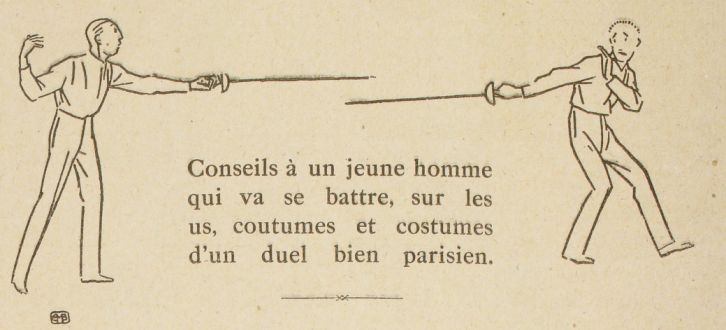 Conseils à un jeune homme
qui va se battre, sur les
us, coutumes et costumes
d'un duel bien parisien.